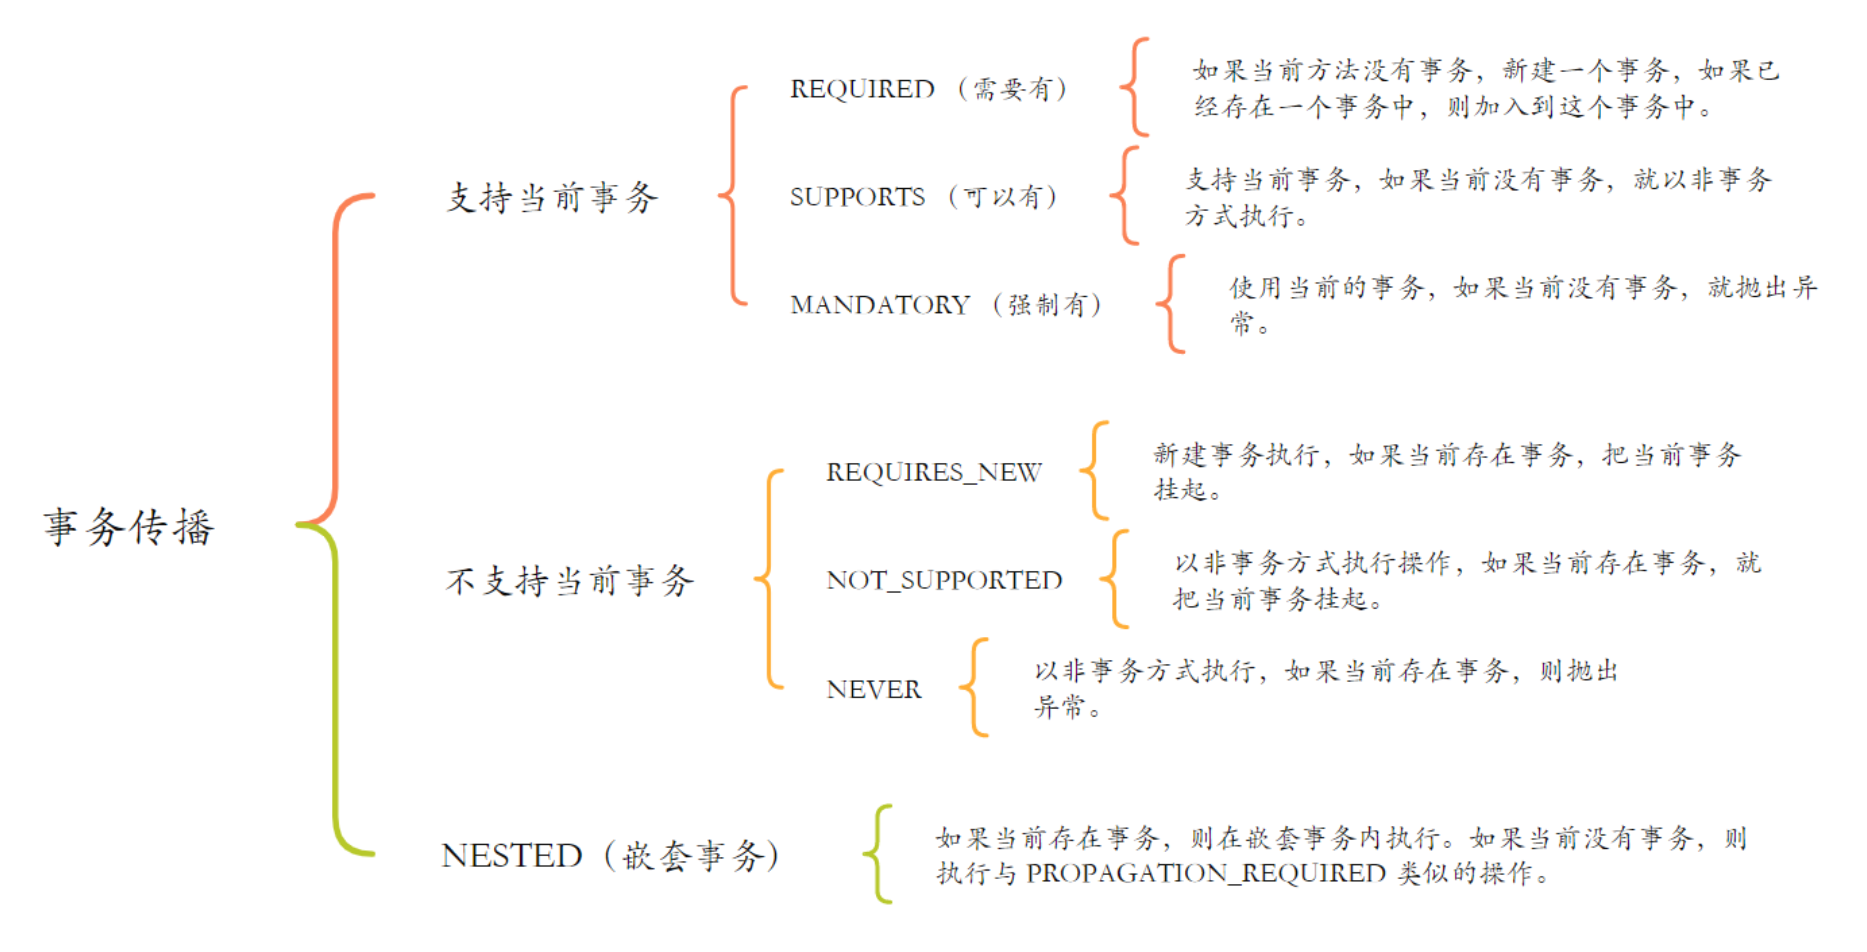 事务传播
支持当前事务
REQUIRED（需要有）
如果当前方法没有事务，新建一个事务，如果已
经存在一个事务中，则加入到这个事务中。
SUPPORTS（可以有）
支持当前事务，如果当前没有事务，就以非事务
方式执行。
MANDATORY（强制有）
使用当前的事务，如果当前没有事务，就抛出异
常。
不支持当前事务
REQUIRES_NEW
新建事务执行，如果当前存在事务，把当前事务
挂起。
NOT_SUPPORTED
以非事务方式执行操作，如果当前存在事务，就
把当前事务挂起。
NEVER
以非事务方式执行，如果当前存在事务，则抛出
异常。
NESTED（嵌套事务）
如果当前存在事务，则在嵌套事务内执行。如果当前没有事务，则
执行与 PROPAGATION_REQUIRED 类似的操作。